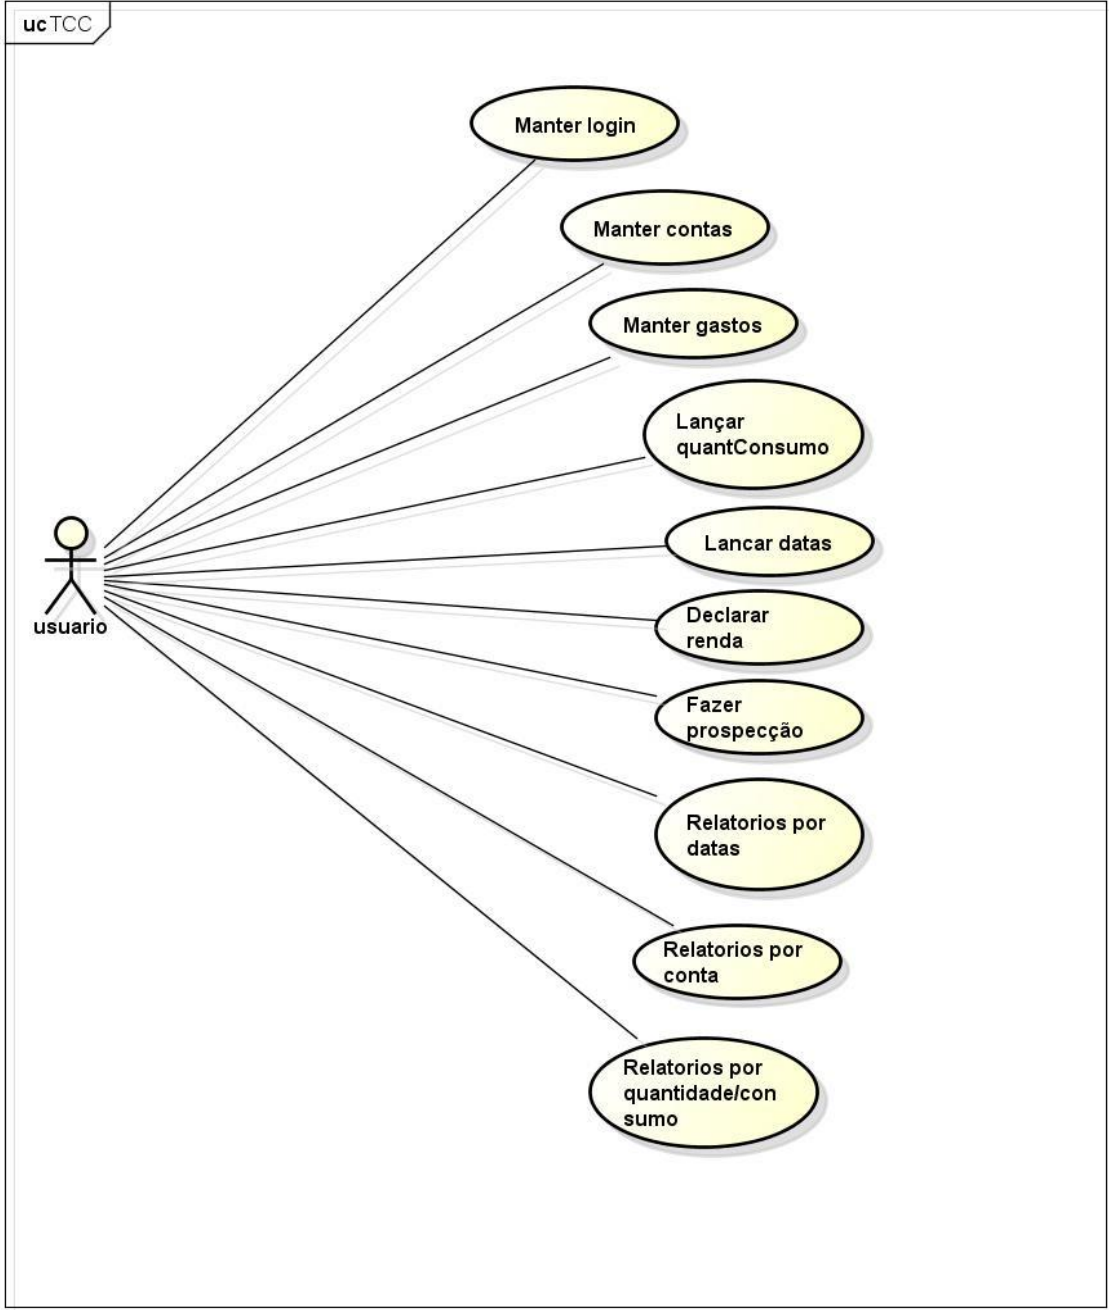 uc TCC
Manter login
Manter contas
Manter gastos
Lançar
quantConsumo
Lancar datas
usuario
Declarar
renda
Fazer
prospecção
Relatorios por
datas
Relatorios por
conta
Relatorios por
quantidade/con
sumo